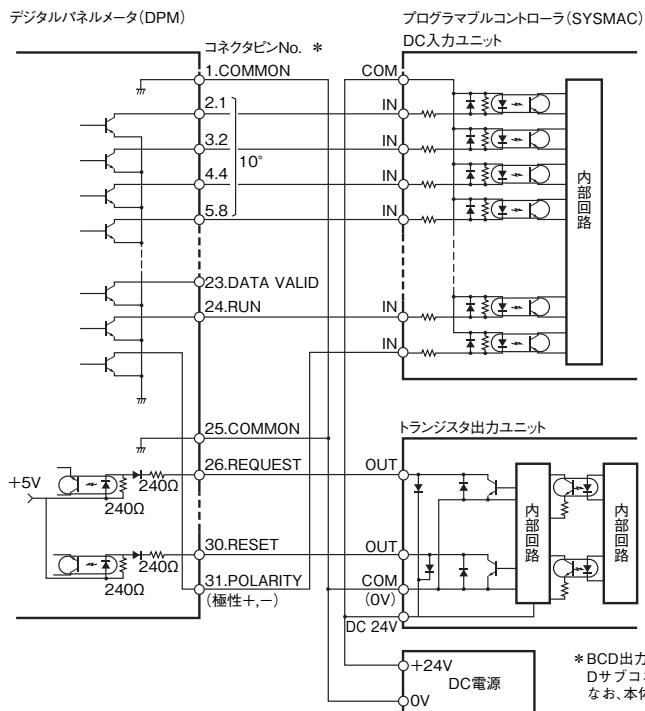 デジタルパネルメータ(DPM)
プログラマブルコントローラ(SYSMAC)
DC入力ユニット
コネクタピンNo. *
1.COMMON
COM
2.1
IN
3.2
IN
10°
4.4
IN
5.8
IN
内部回路
23.DATA VALID
24.RUN
IN
IN
25.COMMON
トランジスタ出力ユニット
26.REQUEST
OUT
+5V
240Ω
240Ω
内部回路
内部回路
30.RESET
OUT
240Ω
240Ω
31.POLARITY
(極性+,−)
COM
(0V)
DC 24V
+24V
DC電源
0V
*BCD出力
Dサブコネ
なお、本体